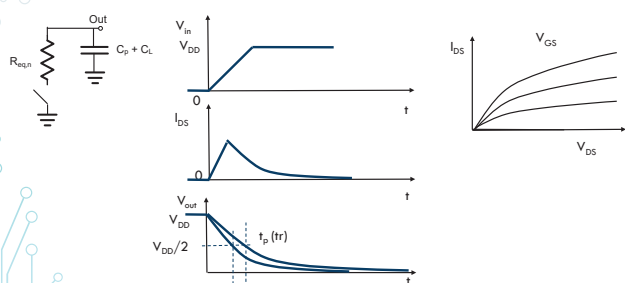 Out
R_eq,n
C_p + C_L
V_in
V_DD
0
t
I_DS
0
t
V_out
V_DD
V_DD/2
t_p (tr)
t
I_DS
V_GS
V_DS